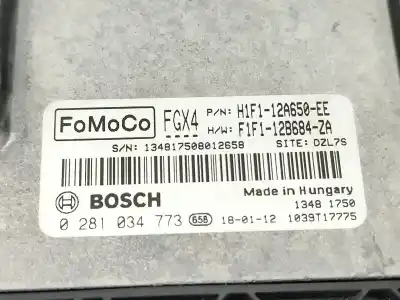 FoMoCo FGX4 P/N: H1F1-12A650-EE
H/W: F1F1-12B684-ZA
S/N: 134817508012658 SITE: DZL7S
BOSCH Made in Hungary
1348 1750
0 281 034 773 658 18-01-12 1039T17775